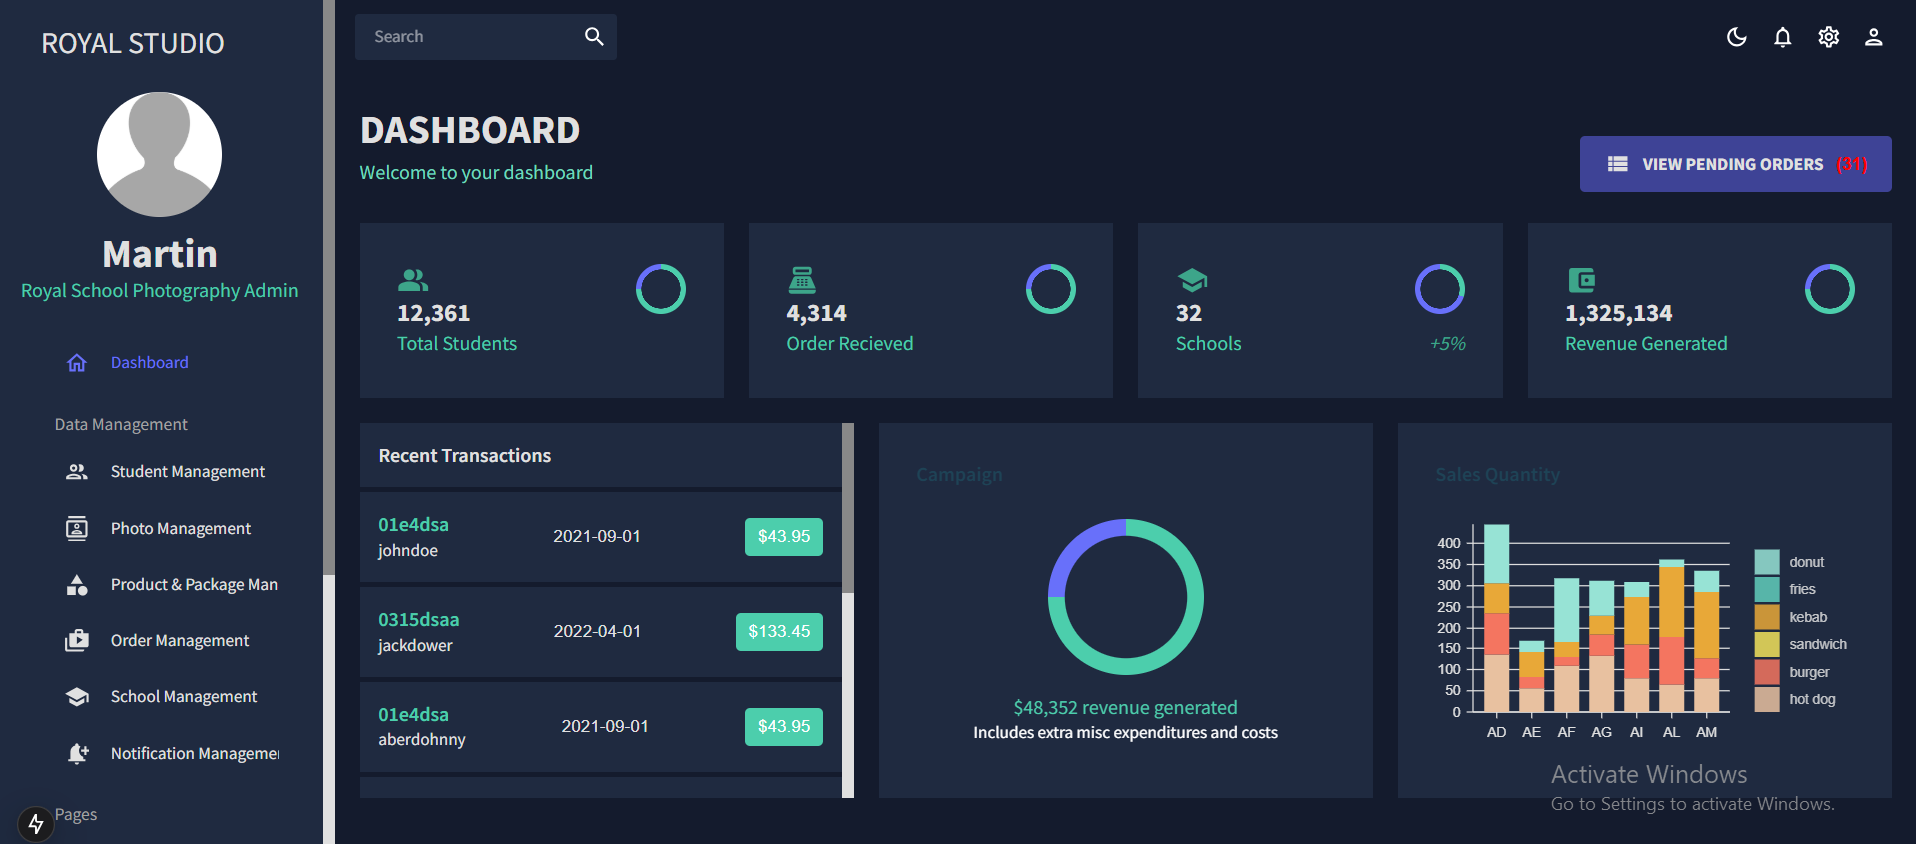 ROYAL STUDIO
Martin
Royal School Photography Admin
Dashboard
Data Management
Student Management
Photo Management
Product & Package Man
Order Management
School Management
Notification Managemen
Pages
Search
DASHBOARD
Welcome to your dashboard
VIEW PENDING ORDERS (31)
12,361
Total Students
4,314
Order Recieved
32
Schools
+5%
1,325,134
Revenue Generated
Recent Transactions
01e4dsa
johndoe
2021-09-01
$43.95
0315dsaa
jackdower
2022-04-01
$133.45
01e4dsa
aberdohnny
2021-09-01
$43.95
Campaign
$48,352 revenue generated
Includes extra misc expenditures and costs
Sales Quantity
400
350
300
250
200
150
100
50
0
AD AE AF AG AI AL AM
donut
fries
kebab
sandwich
burger
hot dog
Activate Windows
Go to Settings to activate Windows.